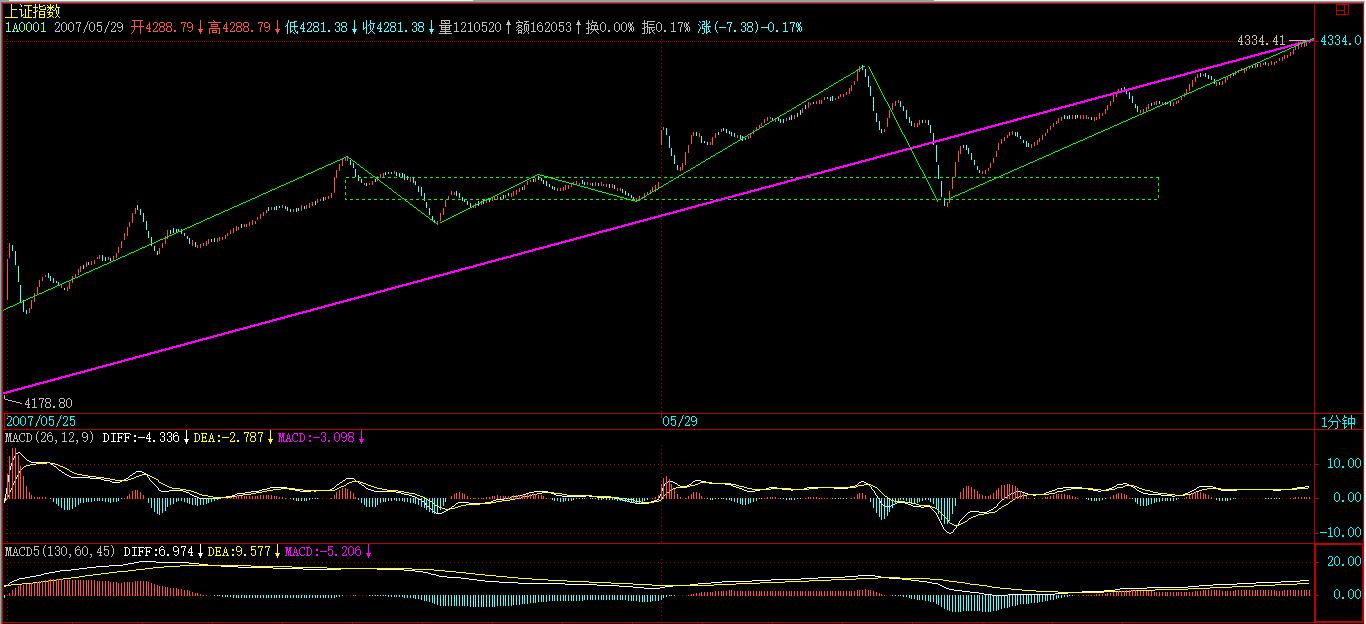 上证指数
1A0001 2007/05/29 开4288.79↓高4288.79↓低4281.38↓收4281.38↓量1210520↑额162053↑换0.00% 振0.17% 涨(-7.38)-0.17%
4334.41 4334.0
4178.80
2007/05/25 05/29 1分钟
MACD(26,12,9) DIFF:-4.336↓DEA:-2.787↓MACD:-3.098↓
10.00
0.00
-10.00
MACD5(130,60,45) DIFF:6.974↓DEA:9.577↓MACD:-5.206↓
20.00
0.00